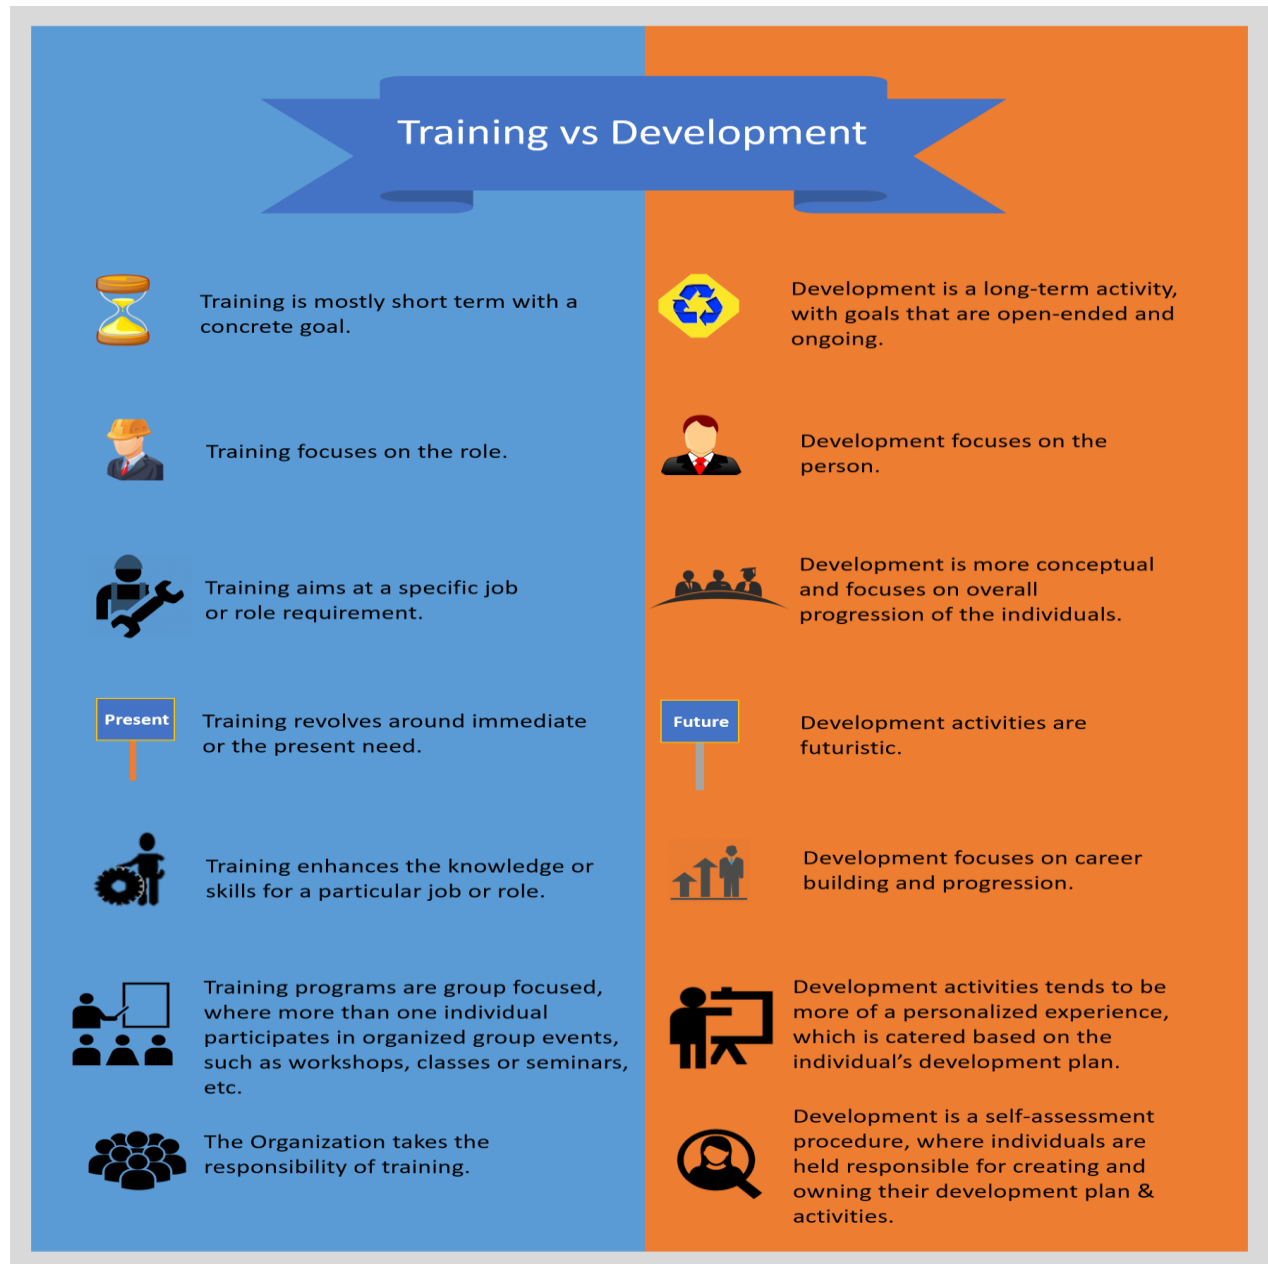 Training vs Development
Training is mostly short term with a
concrete goal.
Development is a long-term activity,
with goals that are open-ended and
ongoing.
Training focuses on the role.
Development focuses on the
person.
Training aims at a specific job
or role requirement.
Development is more conceptual
and focuses on overall
progression of the individuals.
Present
Training revolves around immediate
or the present need.
Future
Development activities are
futuristic.
Training enhances the knowledge or
skills for a particular job or role.
Development focuses on career
building and progression.
Training programs are group focused,
where more than one individual
participates in organized group events,
such as workshops, classes or seminars,
etc.
Development activities tends to be
more of a personalized experience,
which is catered based on the
individual’s development plan.
The Organization takes the
responsibility of training.
Development is a self-assessment
procedure, where individuals are
held responsible for creating and
owning their development plan &
activities.